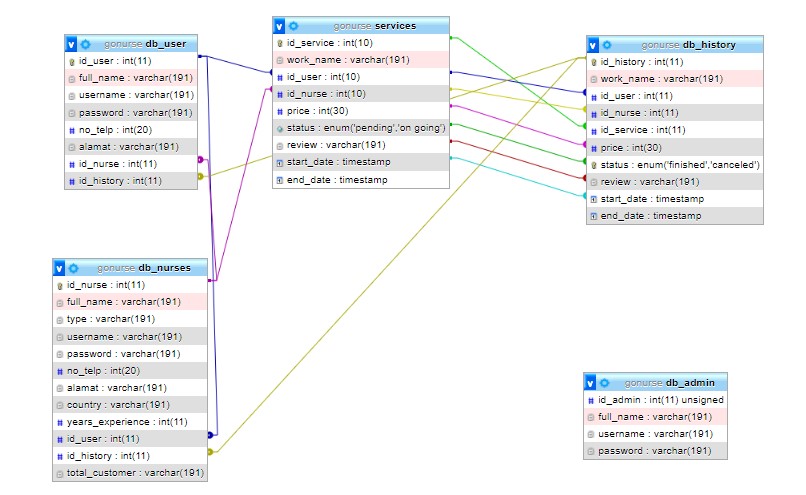 v gonurse db_user
id_user : int(11)
full_name : varchar(191)
username : varchar(191)
password : varchar(191)
no_telp : int(20)
alamat : varchar(191)
id_nurse : int(11)
id_history : int(11)
v gonurse services
id_service : int(10)
work_name : varchar(191)
id_user : int(10)
id_nurse : int(10)
price : int(30)
status : enum('pending','on going')
review : varchar(191)
start_date : timestamp
end_date : timestamp
v gonurse db_history
id_history : int(11)
work_name : varchar(191)
id_user : int(11)
id_nurse : int(11)
id_service : int(11)
price : int(30)
status : enum('finished','canceled')
review : varchar(191)
start_date : timestamp
end_date : timestamp
v gonurse db_nurses
id_nurse : int(11)
full_name : varchar(191)
type : varchar(191)
username : varchar(191)
password : varchar(191)
no_telp : int(20)
alamat : varchar(191)
country : varchar(191)
years_experience : int(11)
id_user : int(11)
id_history : int(11)
total_customer : varchar(191)
v gonurse db_admin
id_admin : int(11) unsigned
full_name : varchar(191)
username : varchar(191)
password : varchar(191)